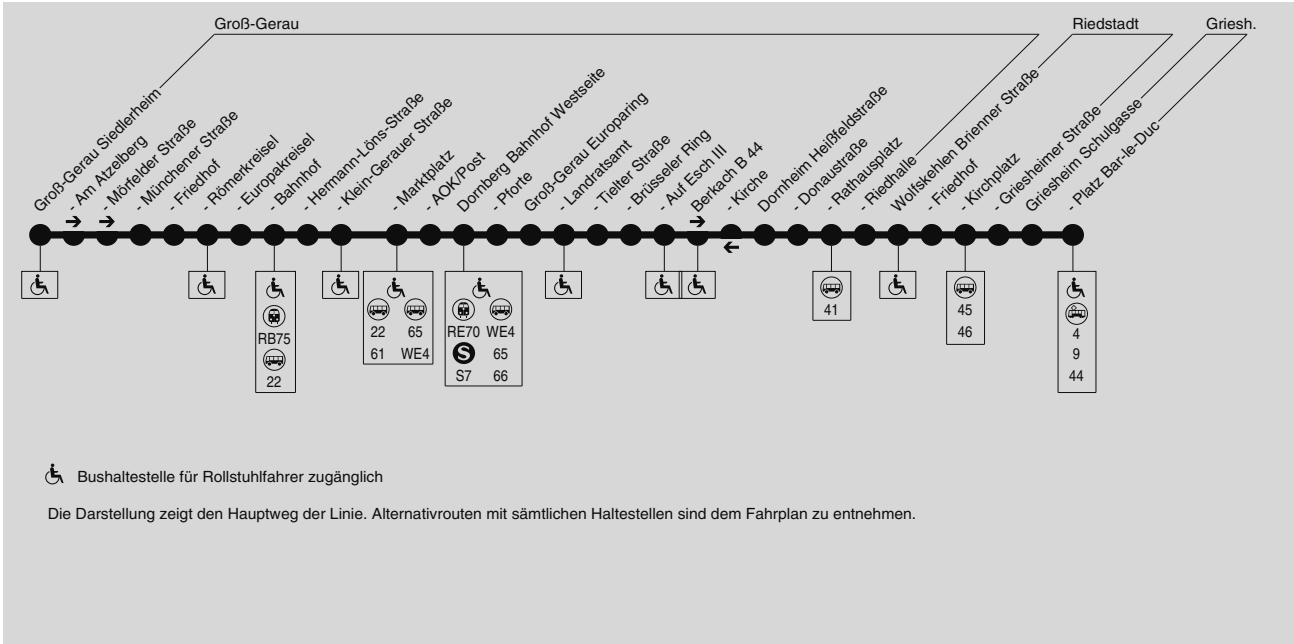 Groß-Gerau
Riedstadt
Griesh.
Groß-Gerau Siedlerheim
- Am Atzelberg
- Mörfelder Straße
- Münchener Straße
- Friedhof
- Römerkreisel
- Europakreisel
- Bahnhof
- Hermann-Löns-Straße
- Klein-Gerauer Straße
- Marktplatz
- AOK/Post
Dornberg Bahnhof Westseite
- Pforte
Groß-Gerau Europaring
- Landratsamt
- Tielter Straße
- Brüsseler Ring
- Auf Esch III
Berkach B 44
- Kirche
Dornheim Heißfeldstraße
- Donaustraße
- Rathausplatz
- Riedhalle
Wolfskehlen Brienner Straße
- Friedhof
- Kirchplatz
- Griesheimer Straße
Griesheim Schulgasse
- Platz Bar-le-Duc
RB75
22
22 65
61 WE4
RE70 WE4
S 65
S7 66
41
45
46
4
9
44
Bushaltestelle für Rollstuhlfahrer zugänglich
Die Darstellung zeigt den Hauptweg der Linie. Alternativrouten mit sämtlichen Haltestellen sind dem Fahrplan zu entnehmen.